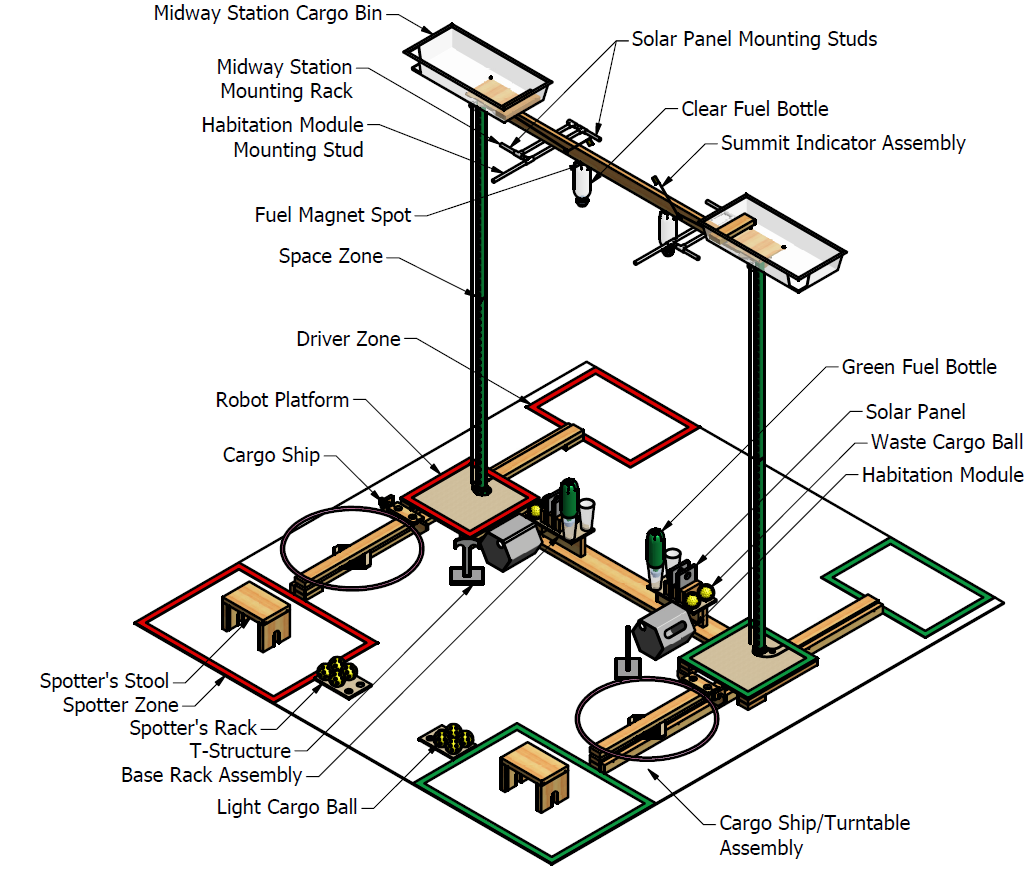 Midway Station Cargo Bin
Solar Panel Mounting Studs
Midway Station
Mounting Rack
Clear Fuel Bottle
Habitation Module
Mounting Stud
Summit Indicator Assembly
Fuel Magnet Spot
Space Zone
Driver Zone
Green Fuel Bottle
Robot Platform
Solar Panel
Waste Cargo Ball
Cargo Ship
Habitation Module
Spotter's Stool
Spotter Zone
Spotter's Rack
T-Structure
Base Rack Assembly
Light Cargo Ball
Cargo Ship/Turntable
Assembly